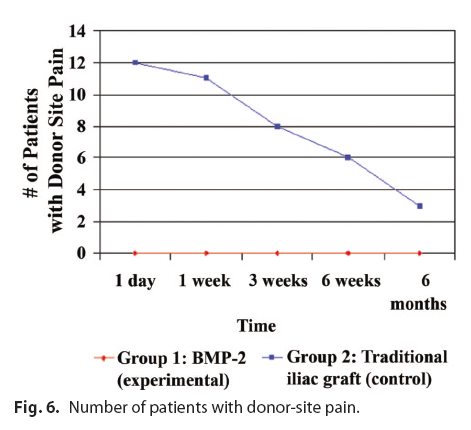 # of Patients
with Donor Site Pain
14
12
10
8
6
4
2
0
1 day 1 week 3 weeks 6 weeks 6
months
Time
Group 1: BMP-2 Group 2: Traditional
(experimental) iliac graft (control)
Fig. 6. Number of patients with donor-site pain.